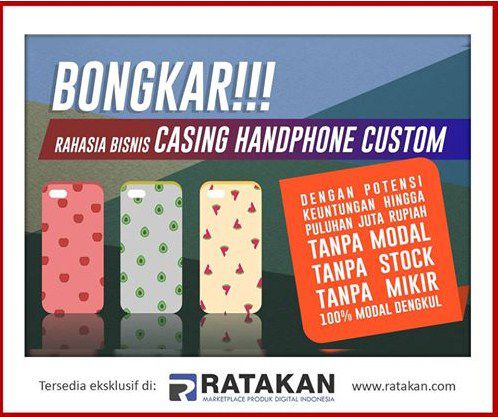 BONGKAR!!!
RAHASIA BISNIS CASING HANDPHONE CUSTOM
DENGAN POTENSI
KEUNTUNGAN HINGGA
PULUHAN JUTA RUPIAH
TANPA MODAL
TANPA STOCK
TANPA MIKIR
100% MODAL DENGKUL
Tersedia eksklusif di: RATAKAN www.ratakan.com
MARKETPLACE PRODUK DIGITAL INDONESIA